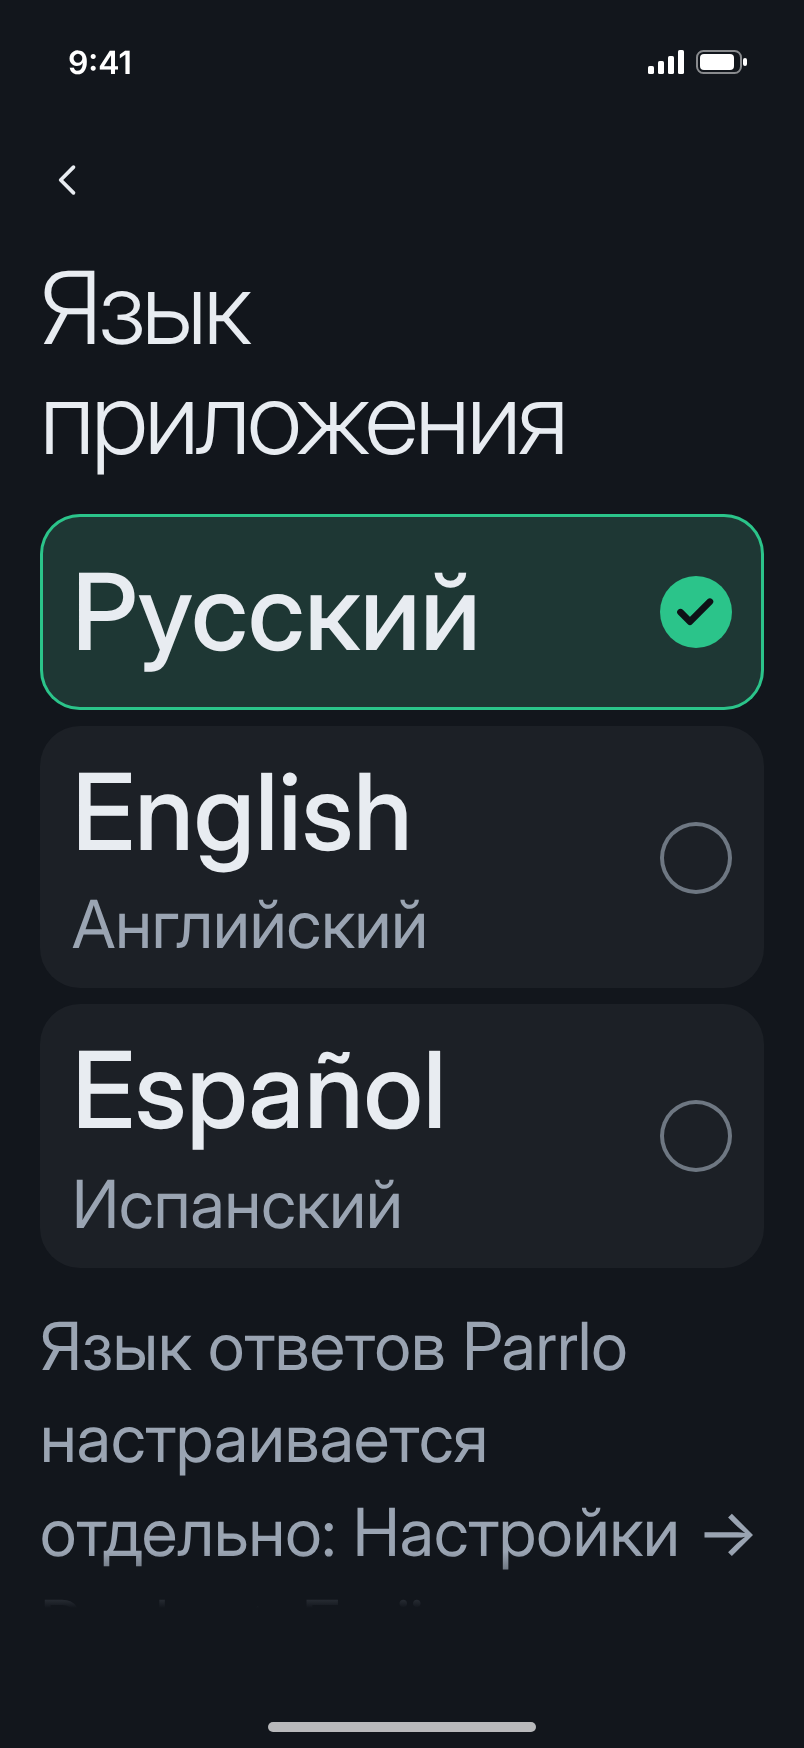 9:41
Язык
приложения
Русский
English
Английский
Español
Испанский
Язык ответов Parrlo
настраивается
отдельно: Настройки →